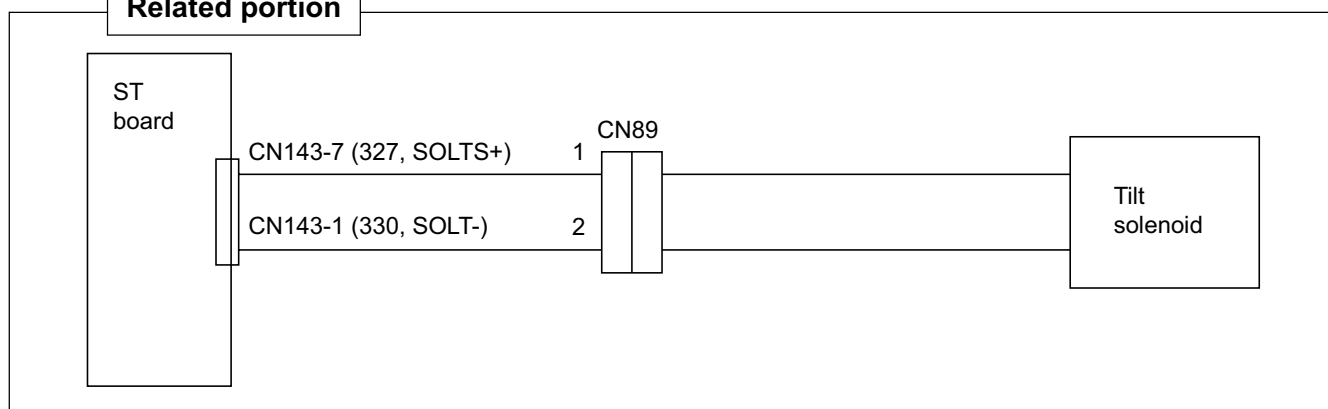 Related portion
ST
board
CN143-7 (327, SOLTS+) 1
CN89
CN143-1 (330, SOLT-) 2
Tilt
solenoid